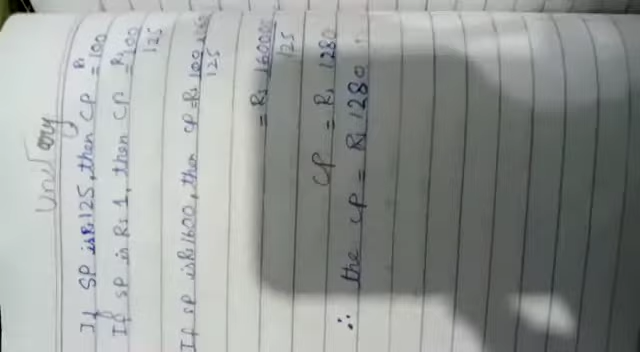 Unitary
If SP is Rs 125, then CP = Rs 100
If SP is Rs 1, then CP = Rs 100/125
If SP is Rs 1600, then CP = Rs 100×1600/125
= Rs 160000/125
CP = Rs 1280
∴ the CP = Rs 1280